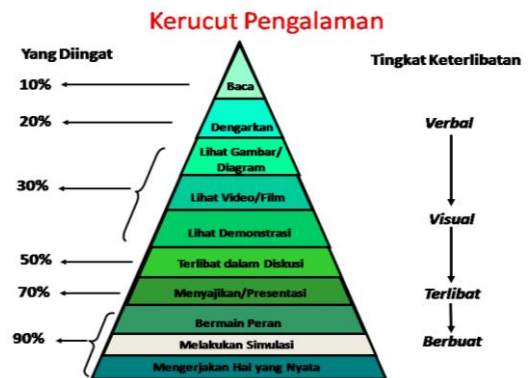 Kerucut Pengalaman
Yang Diingat
Tingkat Keterlibatan
10%
Baca
20%
Dengarkan
Verbal
Lihat Gambar/
Diagram
30%
Lihat Video/Film
Visual
Lihat Demonstrasi
50%
Terlibat dalam Diskusi
70%
Menyajikan/Presentasi
Terlibat
Bermain Peran
90%
Melakukan Simulasi
Berbuat
Mengerjakan Hal yang Nyata